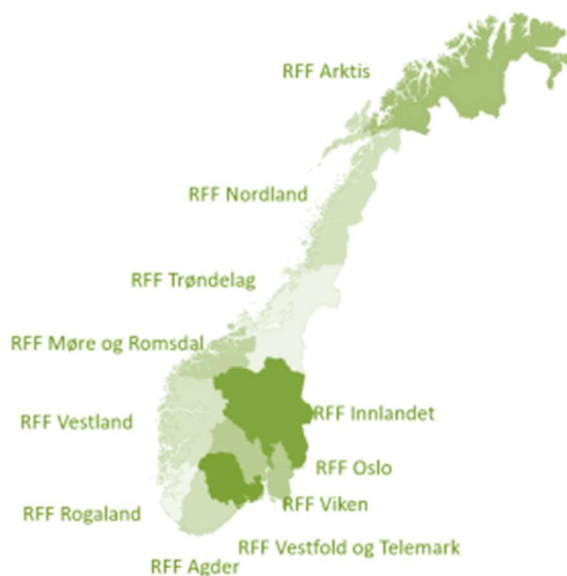 RFF Arktis
RFF Nordland
RFF Trøndelag
RFF Møre og Romsdal
RFF Vestland
RFF Innlandet
RFF Oslo
RFF Viken
RFF Rogaland
RFF Vestfold og Telemark
RFF Agder